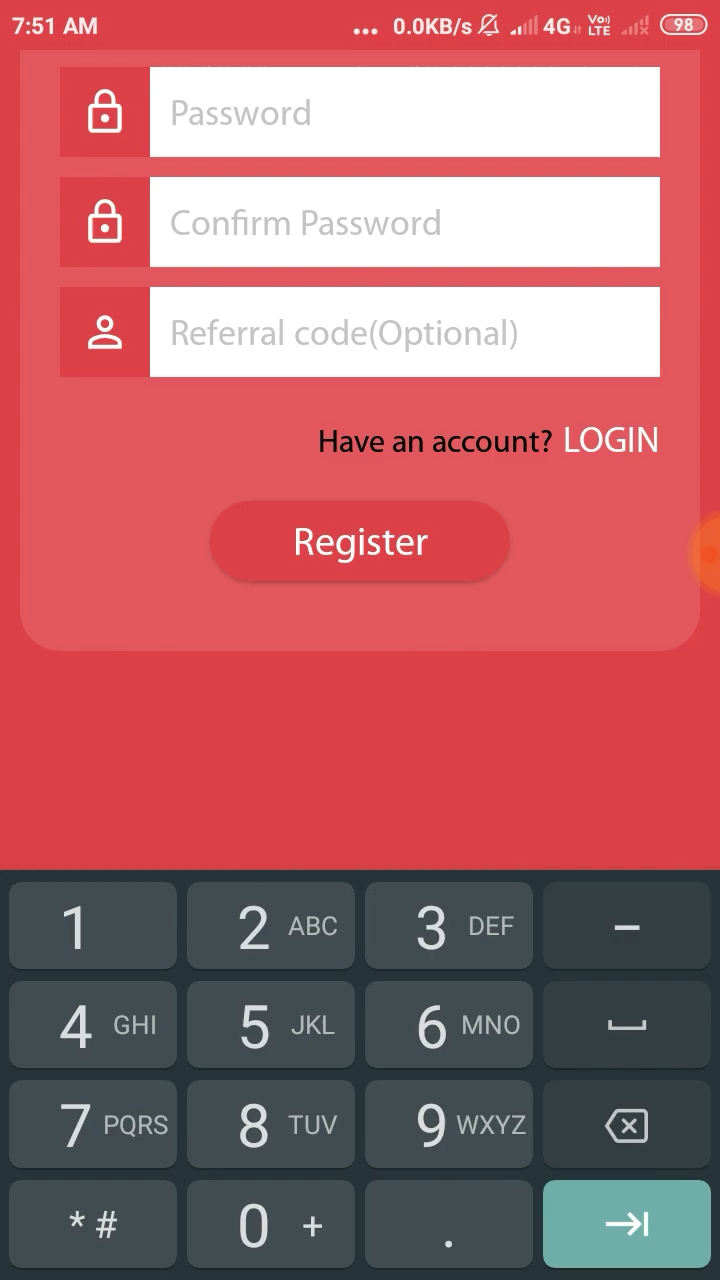 7:51 AM ... 0.0KB/s 4G Vo) LTE 98
Password
Confirm Password
Referral code(Optional)
Have an account? LOGIN
Register
1 2 ABC 3 DEF –
4 GHI 5 JKL 6 MNO
7 PQRS 8 TUV 9 WXYZ
* # 0 + .